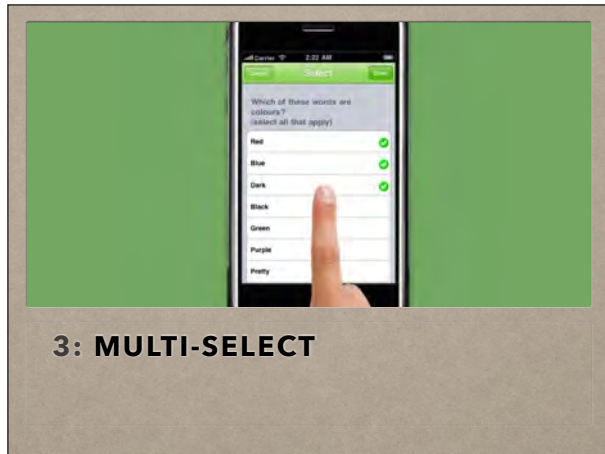 Carrier 2:22 AM
Select
Which of these words are
colours?
(select all that apply)
Red
Blue
Dark
Black
Green
Purple
Pretty
3: MULTI-SELECT